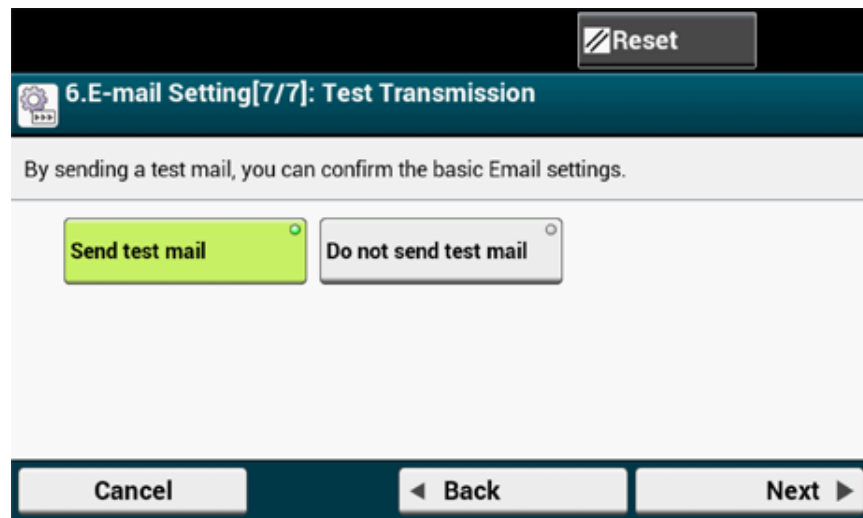 Reset
6.E-mail Setting[7/7]: Test Transmission
By sending a test mail, you can confirm the basic Email settings.
Send test mail
Do not send test mail
Cancel
Back
Next